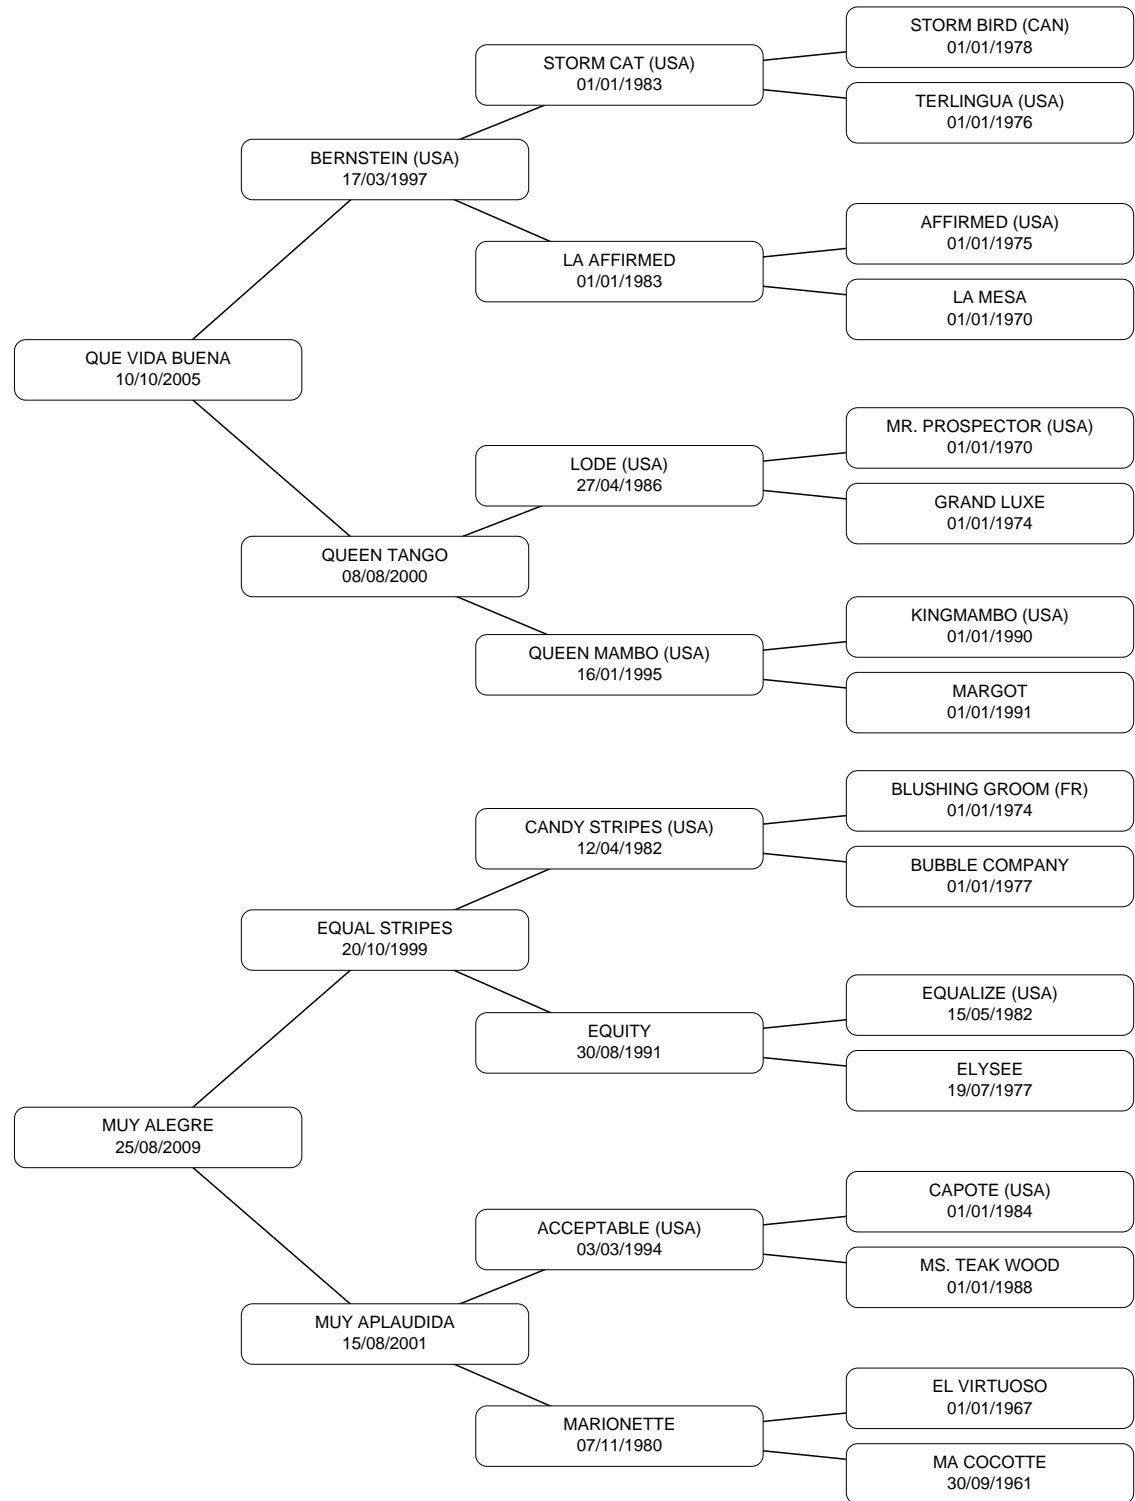 STORM BIRD (CAN)
01/01/1978
STORM CAT (USA)
01/01/1983
TERLINGUA (USA)
01/01/1976
BERNSTEIN (USA)
17/03/1997
AFFIRMED (USA)
01/01/1975
LA AFFIRMED
01/01/1983
LA MESA
01/01/1970
QUE VIDA BUENA
10/10/2005
MR. PROSPECTOR (USA)
01/01/1970
LODE (USA)
27/04/1986
GRAND LUXE
01/01/1974
QUEEN TANGO
08/08/2000
KINGMAMBO (USA)
01/01/1990
QUEEN MAMBO (USA)
16/01/1995
MARGOT
01/01/1991
BLUSHING GROOM (FR)
01/01/1974
CANDY STRIPES (USA)
12/04/1982
BUBBLE COMPANY
01/01/1977
EQUAL STRIPES
20/10/1999
EQUALIZE (USA)
15/05/1982
EQUITY
30/08/1991
ELYSEE
19/07/1977
MUY ALEGRE
25/08/2009
CAPOTE (USA)
01/01/1984
ACCEPTABLE (USA)
03/03/1994
MS. TEAK WOOD
01/01/1988
MUY APLAUDIDA
15/08/2001
EL VIRTUOSO
01/01/1967
MARIONETTE
07/11/1980
MA COCOTTE
30/09/1961